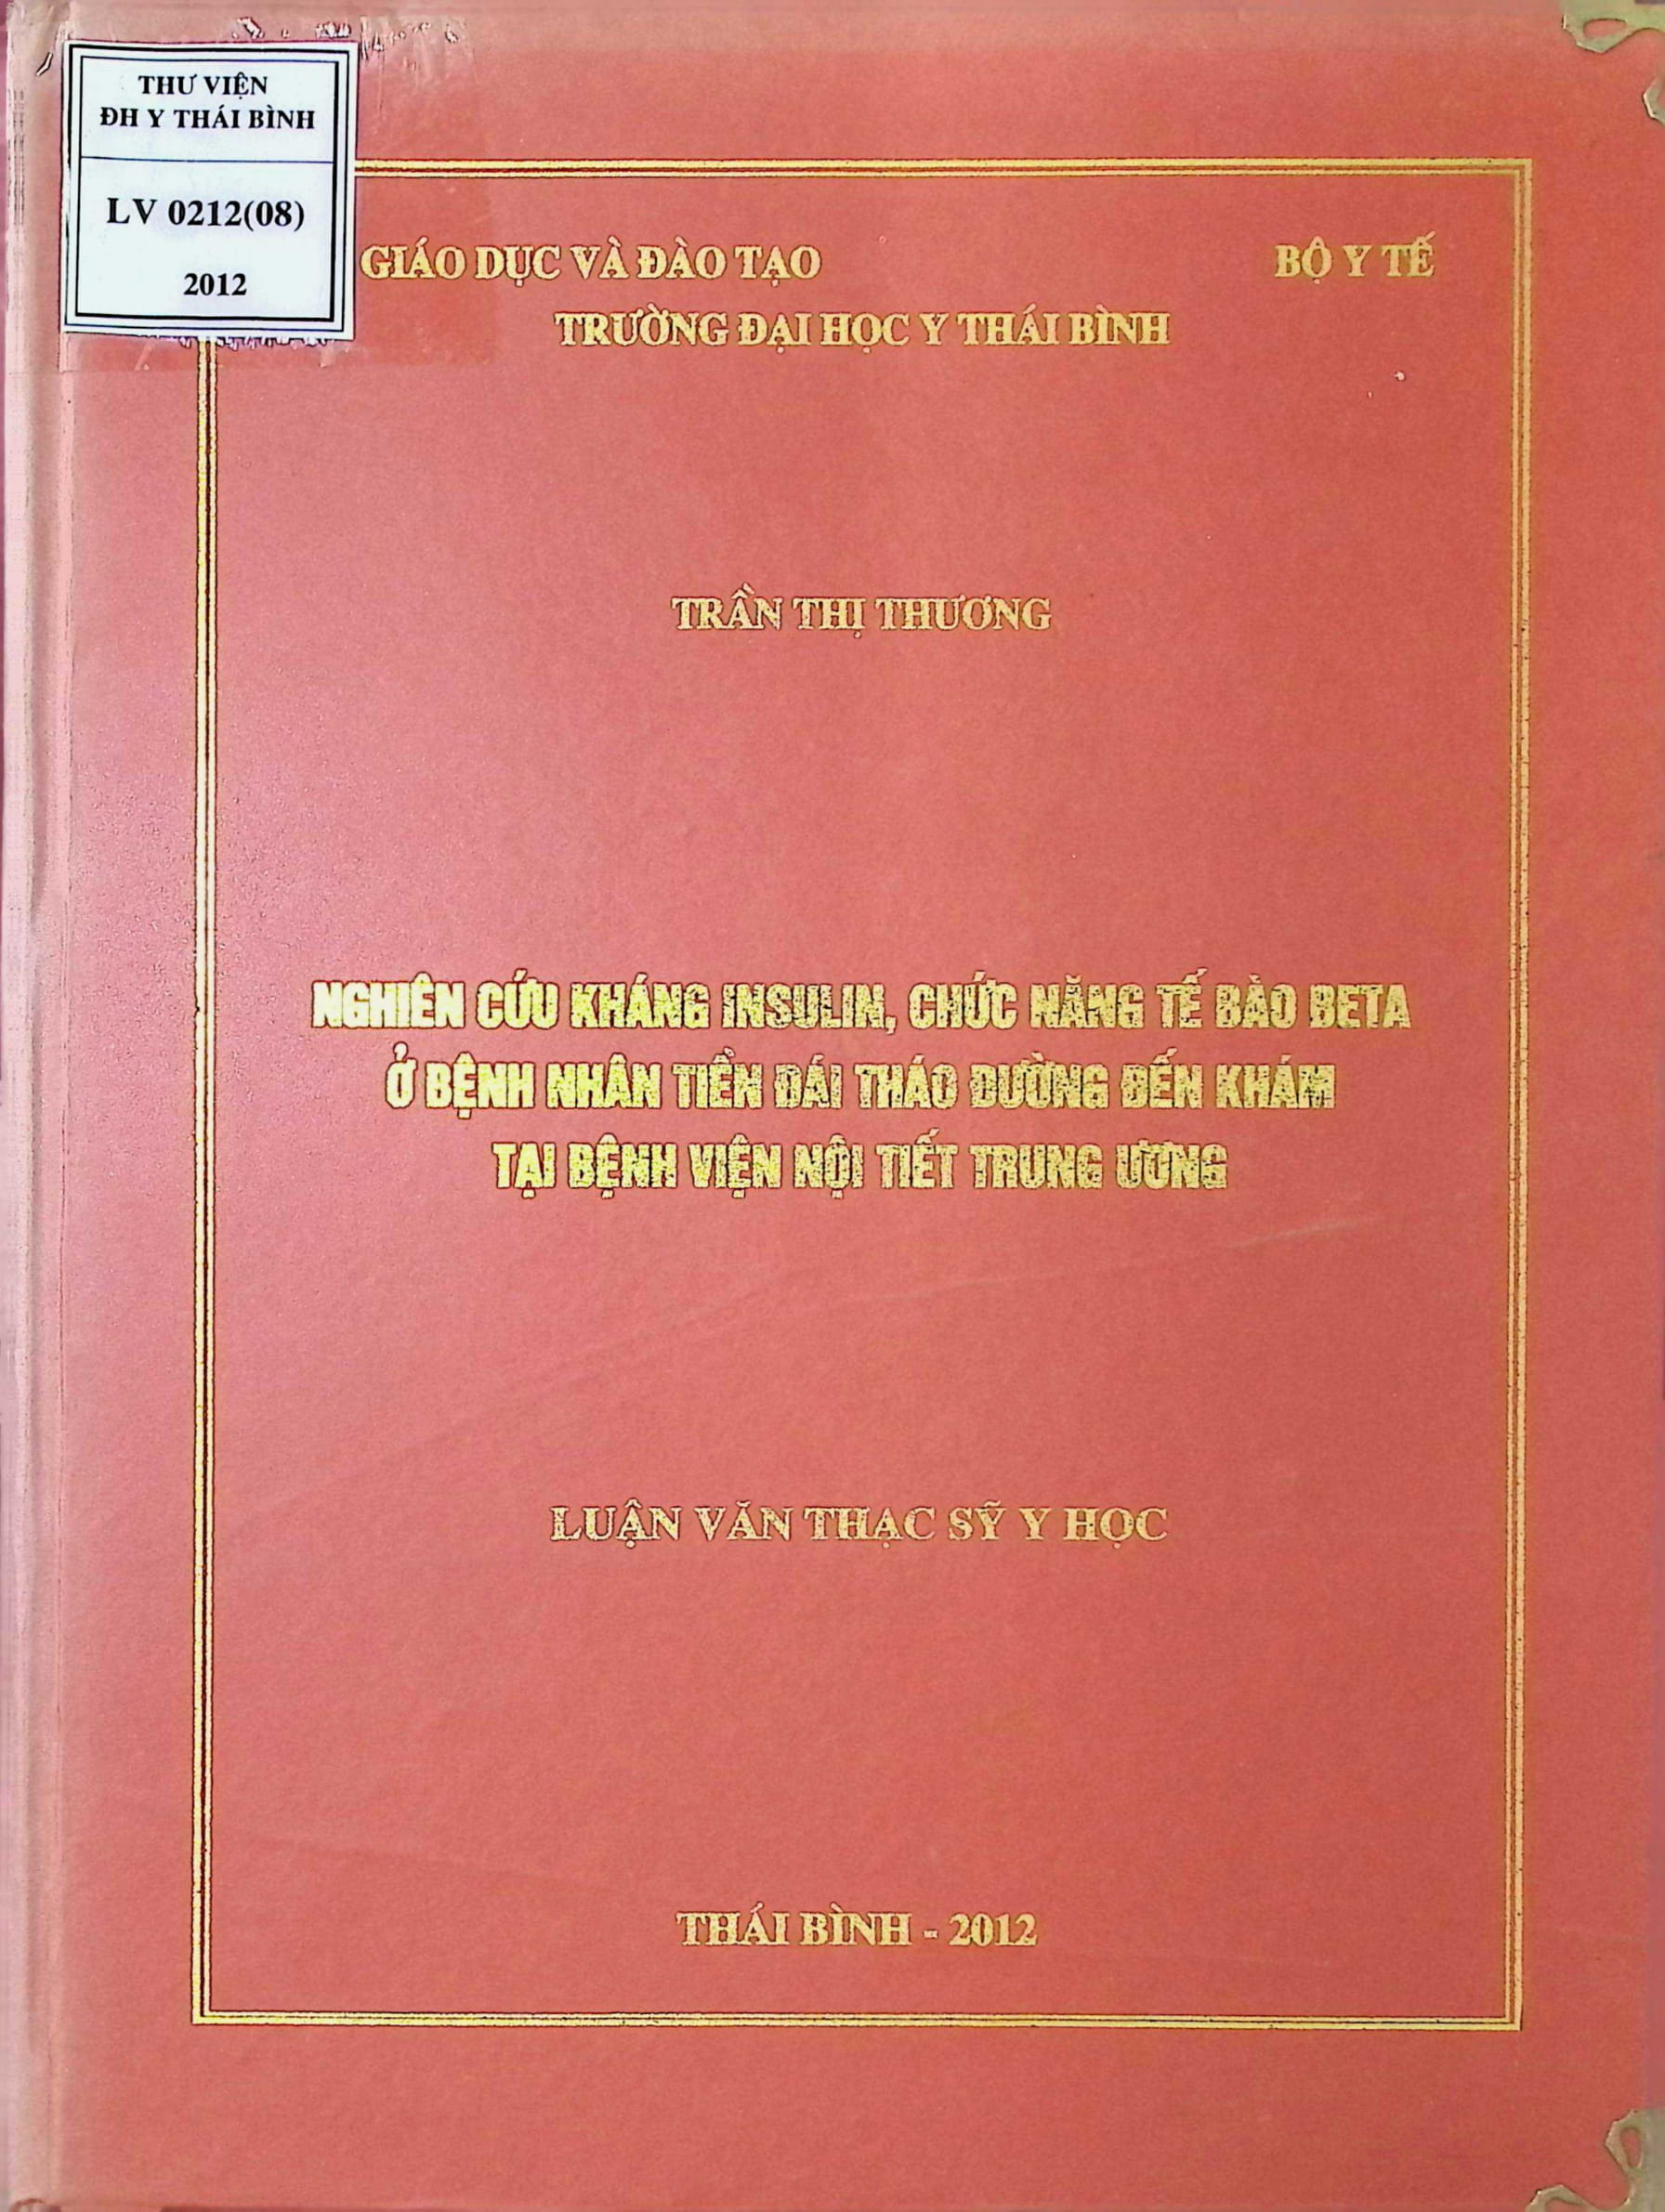 THƯ VIỆN
ĐH Y THÁI BÌNH
LV 0212(08)
2012
GIÁO DỤC VÀ ĐÀO TẠO BỘ Y TẾ
TRƯỜNG ĐẠI HỌC Y THÁI BÌNH
TRẦN THỊ THƯƠNG
NGHIÊN CỨU KHÁNG INSULIN, CHỨC NĂNG TẾ BÀO BETA
Ở BỆNH NHÂN TIỀN ĐÁI THÁO ĐƯỜNG ĐẾN KHÁM
TẠI BỆNH VIỆN NỘI TIẾT TRUNG ƯƠNG
LUẬN VĂN THẠC SỸ Y HỌC
THÁI BÌNH - 2012